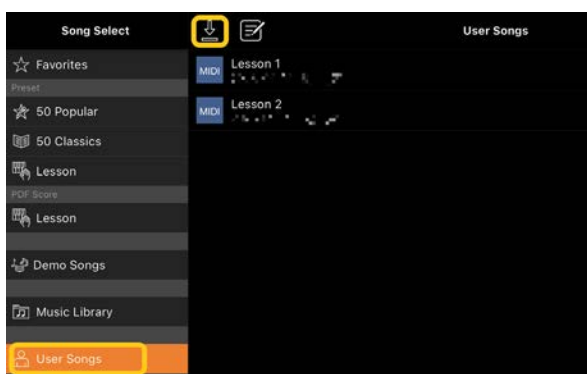 Song Select
User Songs
Favorites
Preset
50 Popular
50 Classics
Lesson
PDF Score
Lesson
Demo Songs
Music Library
User Songs
MIDI
Lesson 1
MIDI
Lesson 2